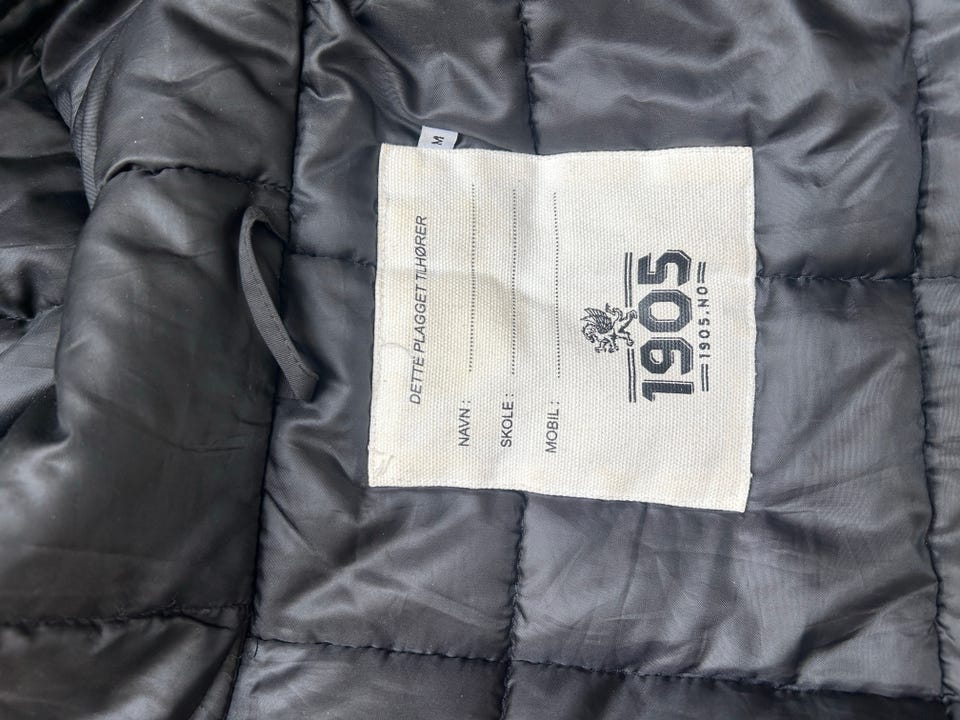 M
DETTE PLAGGET TILHØRER
NAVN :
SKOLE :
MOBIL :
1905
1905.NO